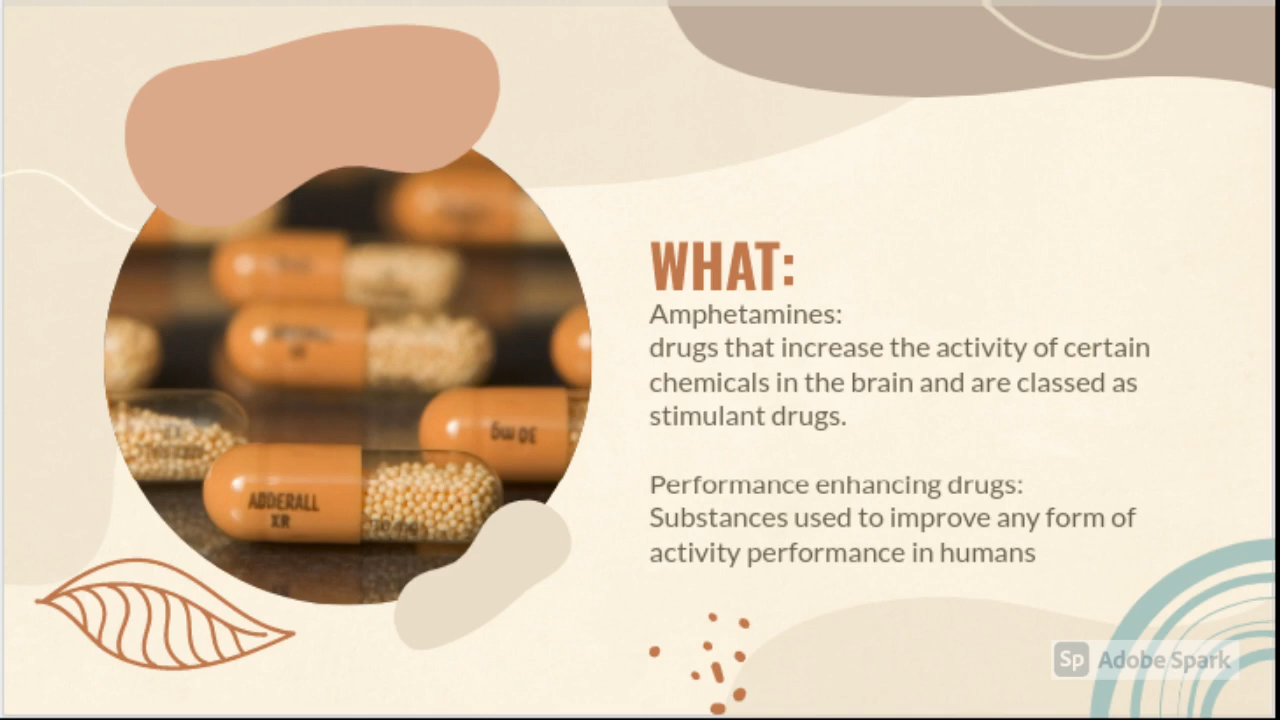 WHAT:
Amphetamines:
drugs that increase the activity of certain
chemicals in the brain and are classed as
stimulant drugs.
Performance enhancing drugs:
Substances used to improve any form of
activity performance in humans
30 mg
ADDERALL
XR
Sp Adobe Spark